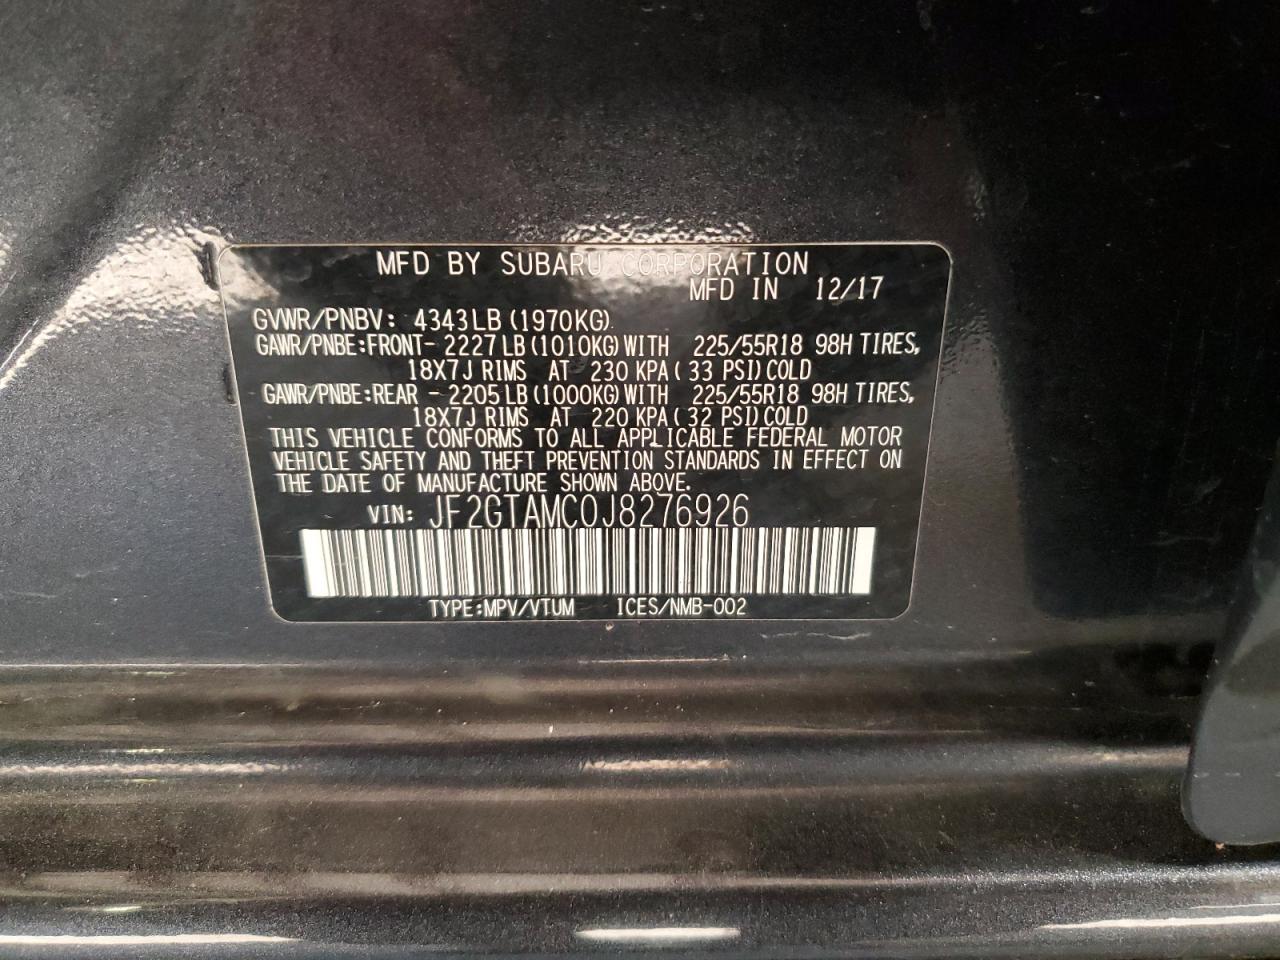 MFD BY SUBARU CORPORATION
MFD IN 12/17
GVWR/PNBV: 4343LB (1970KG)
GAWR/PNBE:FRONT- 2227LB (1010KG) WITH 225/55R18 98H TIRES,
18X7J RIMS AT 230 KPA ( 33 PSI) COLD
GAWR/PNBE:REAR - 2205LB (1000KG) WITH 225/55R18 98H TIRES,
18X7J RIMS AT 220 KPA ( 32 PSI) COLD
THIS VEHICLE CONFORMS TO ALL APPLICABLE FEDERAL MOTOR
VEHICLE SAFETY AND THEFT PREVENTION STANDARDS IN EFFECT ON
THE DATE OF MANUFACTURE SHOWN ABOVE.
VIN: JF2GTAMC0J8276926
TYPE:MPV/VTUM ICES/NMB-002